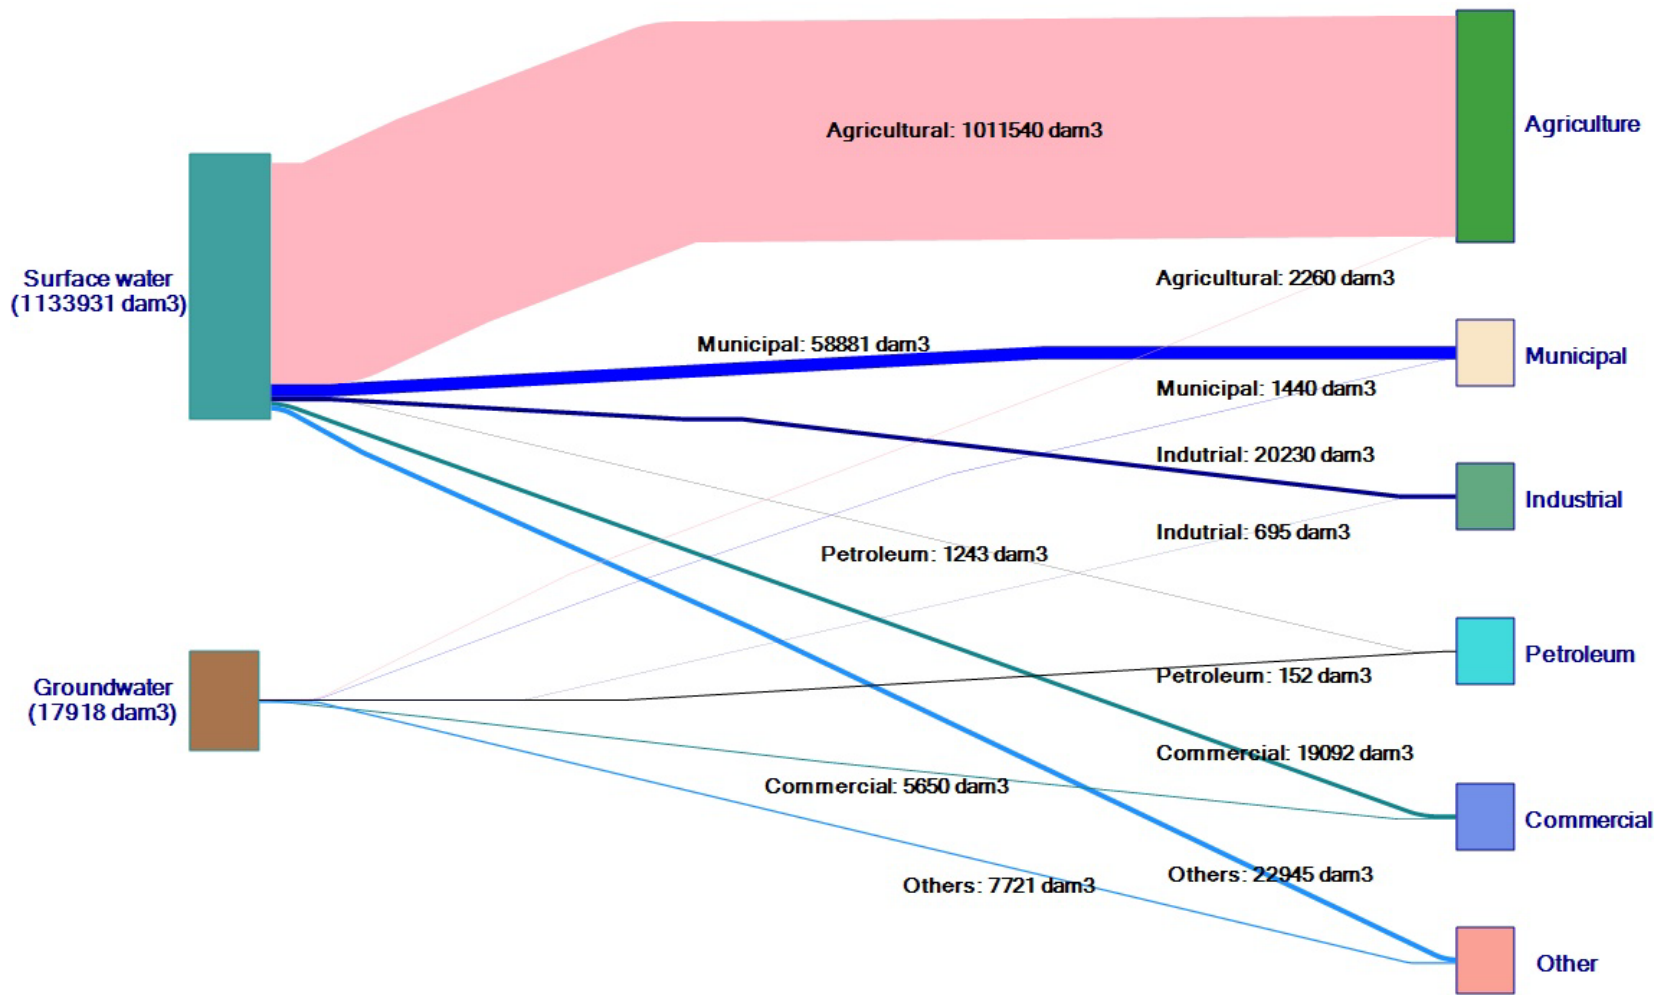 Agriculture
Agricultural: 1011540 dam3
Surface water
(1133931 dam3)
Agricultural: 2260 dam3
Municipal: 58881 dam3
Municipal
Municipal: 1440 dam3
Indutrial: 20230 dam3
Industrial
Indutrial: 695 dam3
Petroleum: 1243 dam3
Petroleum
Petroleum: 152 dam3
Groundwater
(17918 dam3)
Commercial: 19092 dam3
Commercial: 5650 dam3
Commercial
Others: 22945 dam3
Others: 7721 dam3
Other